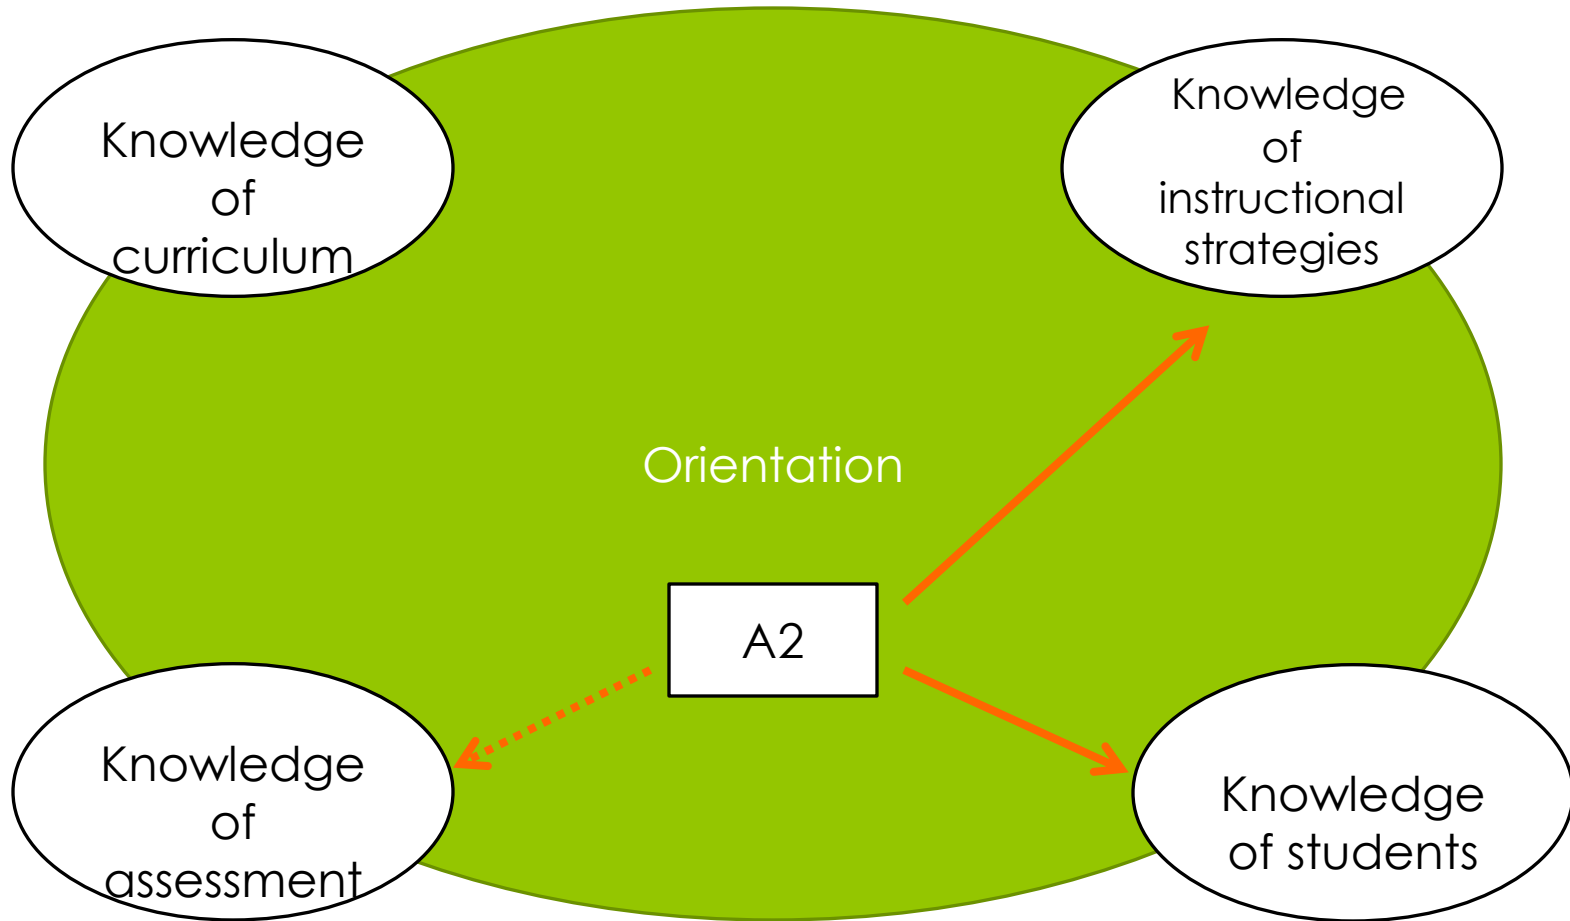 Knowledge
of
curriculum
Knowledge
of
instructional
strategies
Orientation
A2
Knowledge
of
assessment
Knowledge
of students